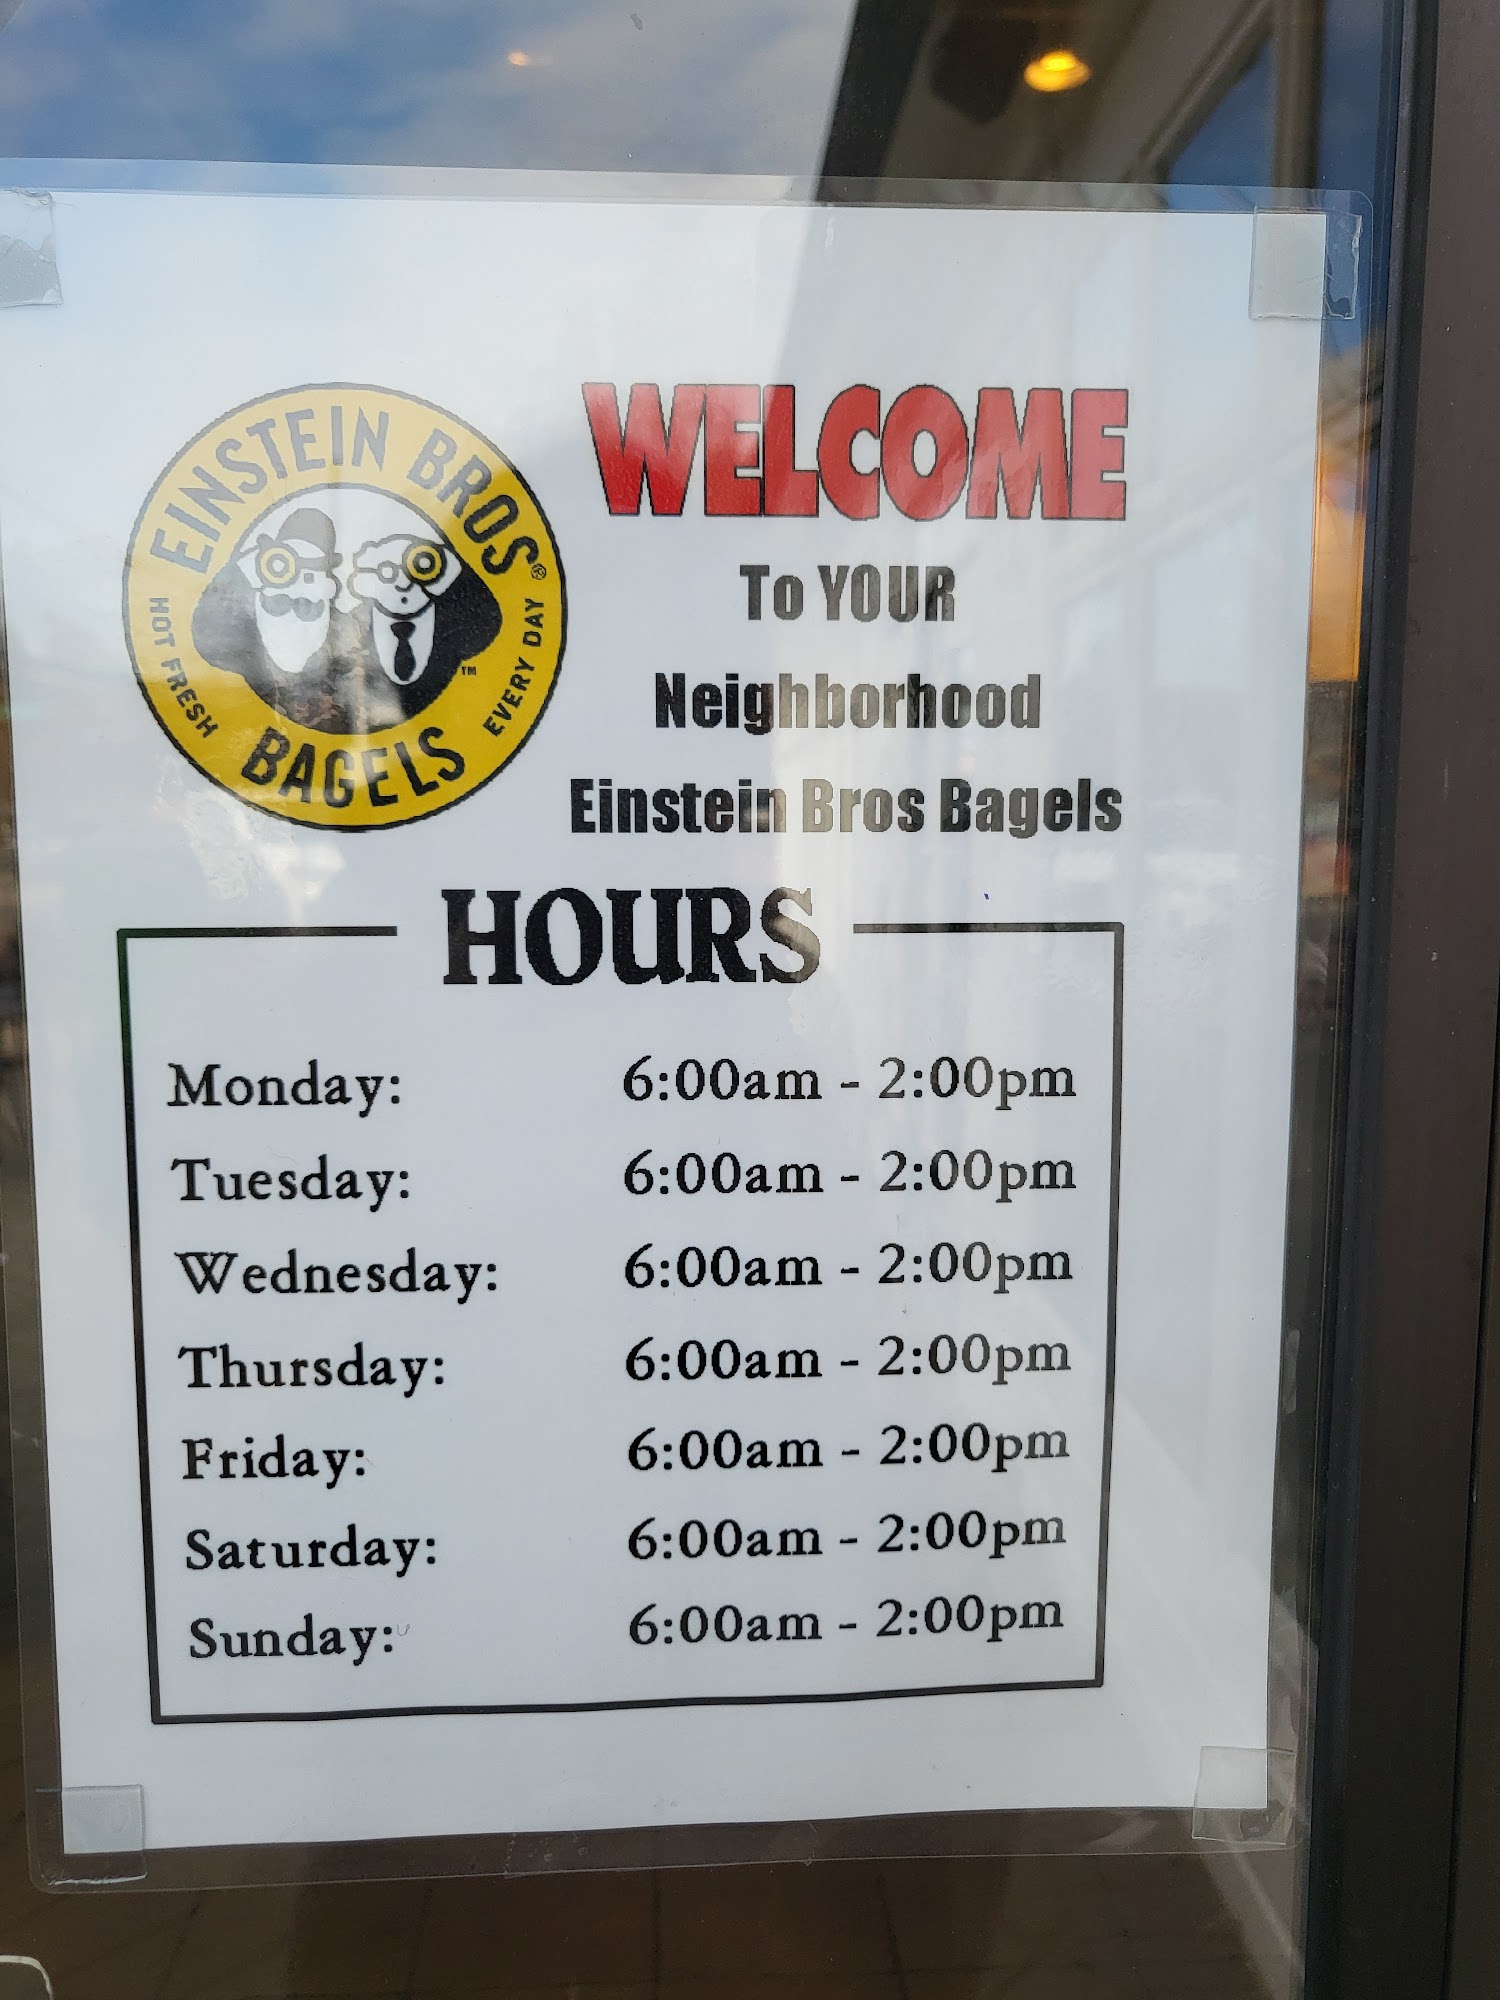 EINSTEIN BROS®
HOT FRESH
EVERY DAY
™
BAGELS
WELCOME
To YOUR
Neighborhood
Einstein Bros Bagels
HOURS
Monday: 6:00am - 2:00pm
Tuesday: 6:00am - 2:00pm
Wednesday: 6:00am - 2:00pm
Thursday: 6:00am - 2:00pm
Friday: 6:00am - 2:00pm
Saturday: 6:00am - 2:00pm
Sunday: 6:00am - 2:00pm